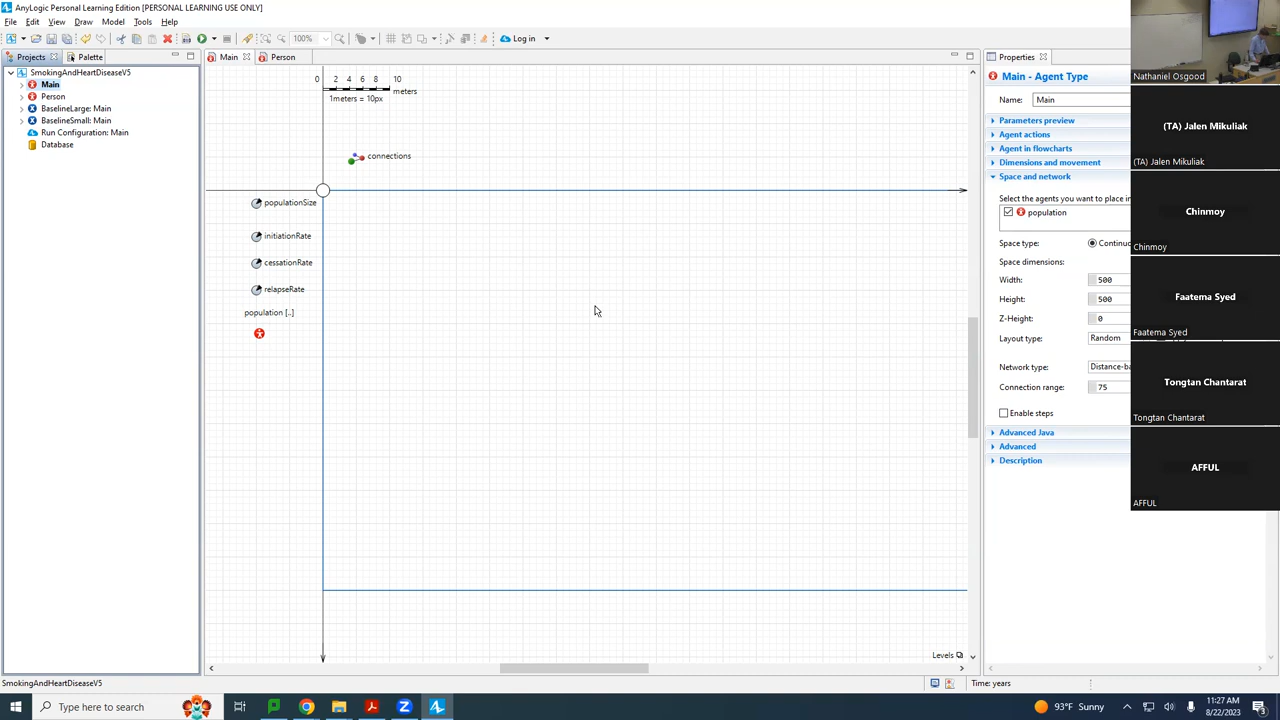 AnyLogic Personal Learning Edition [PERSONAL LEARNING USE ONLY]
File Edit View Draw Model Tools Help
100% Log in
Projects Palette Main Person Properties
SmokingAndHeartDiseaseV5
Main
Person
BaselineLarge: Main
BaselineSmall: Main
Run Configuration: Main
Database
0 2 4 6 8 10
meters
1meters = 10px
connections
populationSize
initiationRate
cessationRate
relapseRate
population [..]
Levels
Main - Agent Type
Name: Main
Parameters preview
Agent actions
Agent in flowcharts
Dimensions and movement
Space and network
Select the agents you want to place in
population
Space type: Continuo
Space dimensions:
Width: 500
Height: 500
Z-Height: 0
Layout type: Random
Network type: Distance-ba
Connection range: 75
Enable steps
Advanced Java
Advanced
Description
Nathaniel Osgood
(TA) Jalen Mikuliak
(TA) Jalen Mikuliak
Chinmoy
Chinmoy
Faatema Syed
Faatema Syed
Tongtan Chantarat
Tongtan Chantarat
AFFUL
AFFUL
SmokingAndHeartDiseaseV5
Time: years
Type here to search
93°F Sunny
11:27 AM
8/22/2023
3